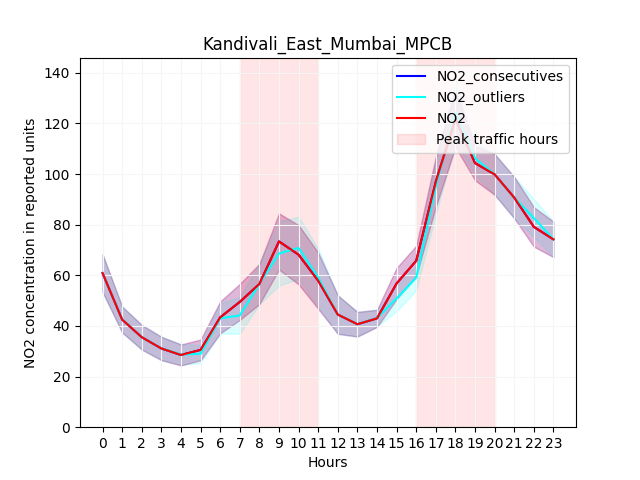 Kandivali_East_Mumbai_MPCB
NO2_consecutives
NO2_outliers
NO2
Peak traffic hours
NO2 concentration in reported units
140
120
100
80
60
40
20
0
0 1 2 3 4 5 6 7 8 9 10 11 12 13 14 15 16 17 18 19 20 21 22 23
Hours